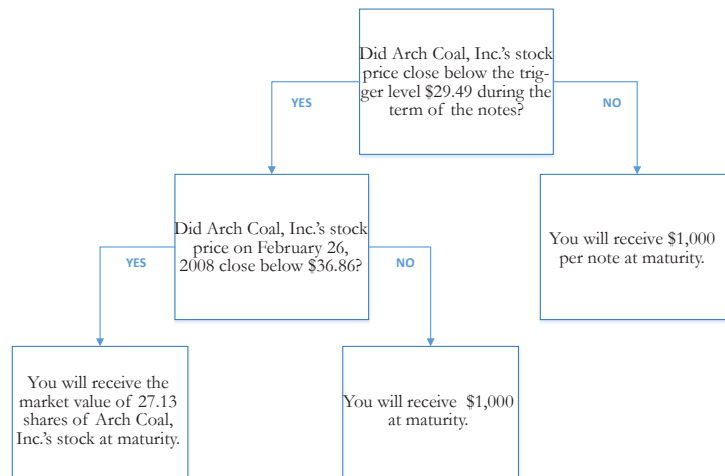 Did Arch Coal, Inc.'s stock
price close below the trig-
ger level $29.49 during the
term of the notes?
YES
NO
Did Arch Coal, Inc.'s stock
price on February 26,
2008 close below $36.86?
You will receive $1,000
per note at maturity.
YES
NO
You will receive the
market value of 27.13
shares of Arch Coal,
Inc.'s stock at maturity.
You will receive $1,000
at maturity.